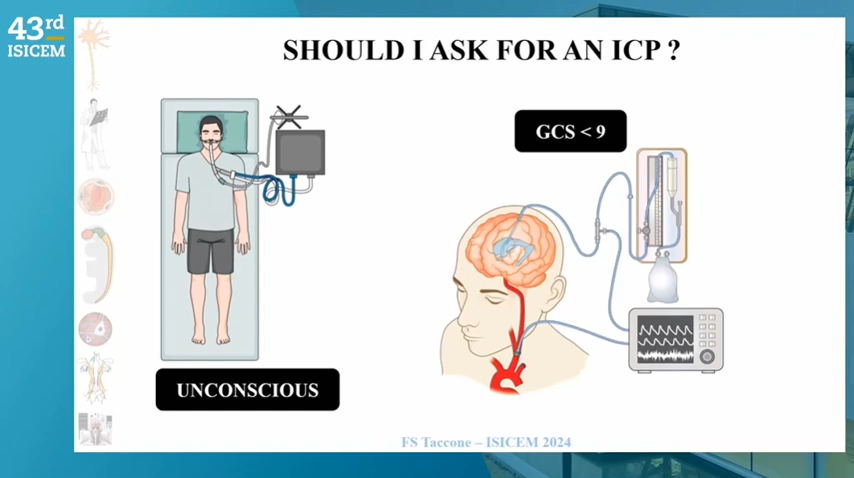 43rd
ISICEM
SHOULD I ASK FOR AN ICP ?
GCS < 9
UNCONSCIOUS
FS Taccone – ISICEM 2024